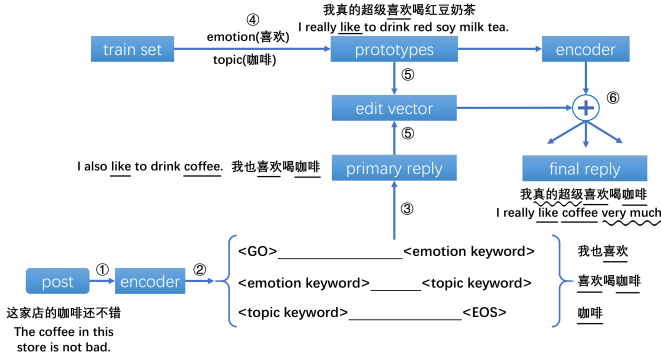 我真的超级喜欢喝红豆奶茶
I really like to drink red soy milk tea.
④
emotion(喜欢)
topic(咖啡)
train set
prototypes
encoder
⑤
⑥
edit vector
⑤
I also like to drink coffee. 我也喜欢喝咖啡
primary reply
final reply
我真的超级喜欢喝咖啡
I really like coffee very much
③
<GO>
<emotion keyword>
我也喜欢
①
②
post
encoder
<emotion keyword>
<topic keyword>
喜欢喝咖啡
<topic keyword>
<EOS>
咖啡
这家店的咖啡还不错
The coffee in this
store is not bad.